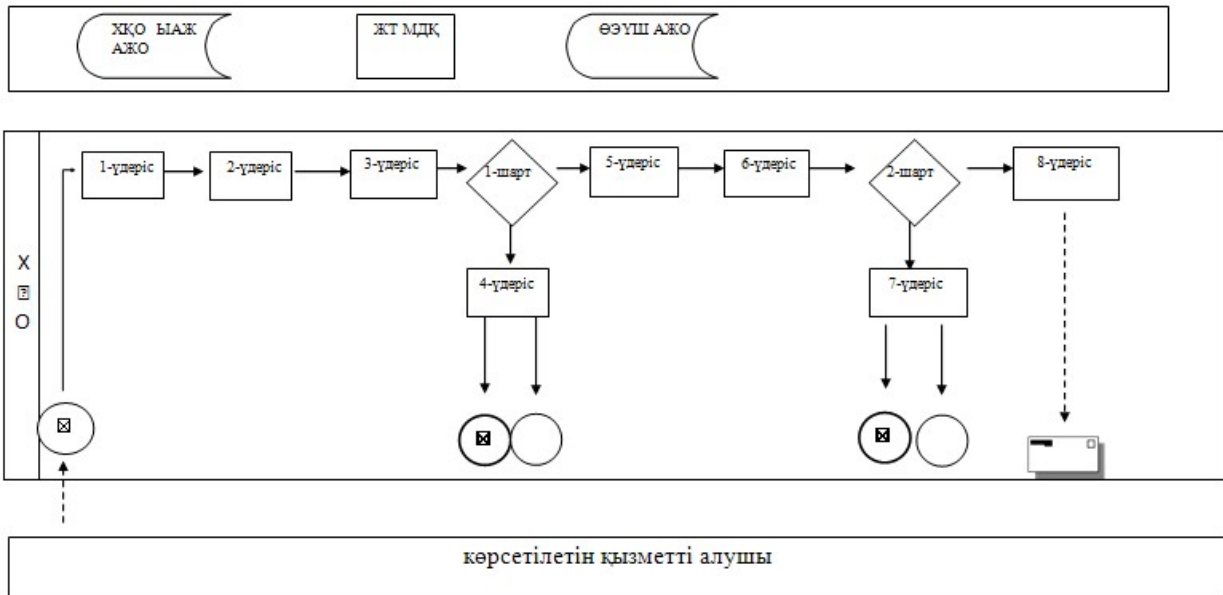 ХҚО ЫАЖ
АЖО
ЖТ МДҚ
ӨЭҮШ АЖО
1-үдеріс
2-үдеріс
3-үдеріс
1-шарт
5-үдеріс
6-үдеріс
2-шарт
8-үдеріс
4-үдеріс
7-үдеріс
Х
О
көрсетілетін қызметті алушы